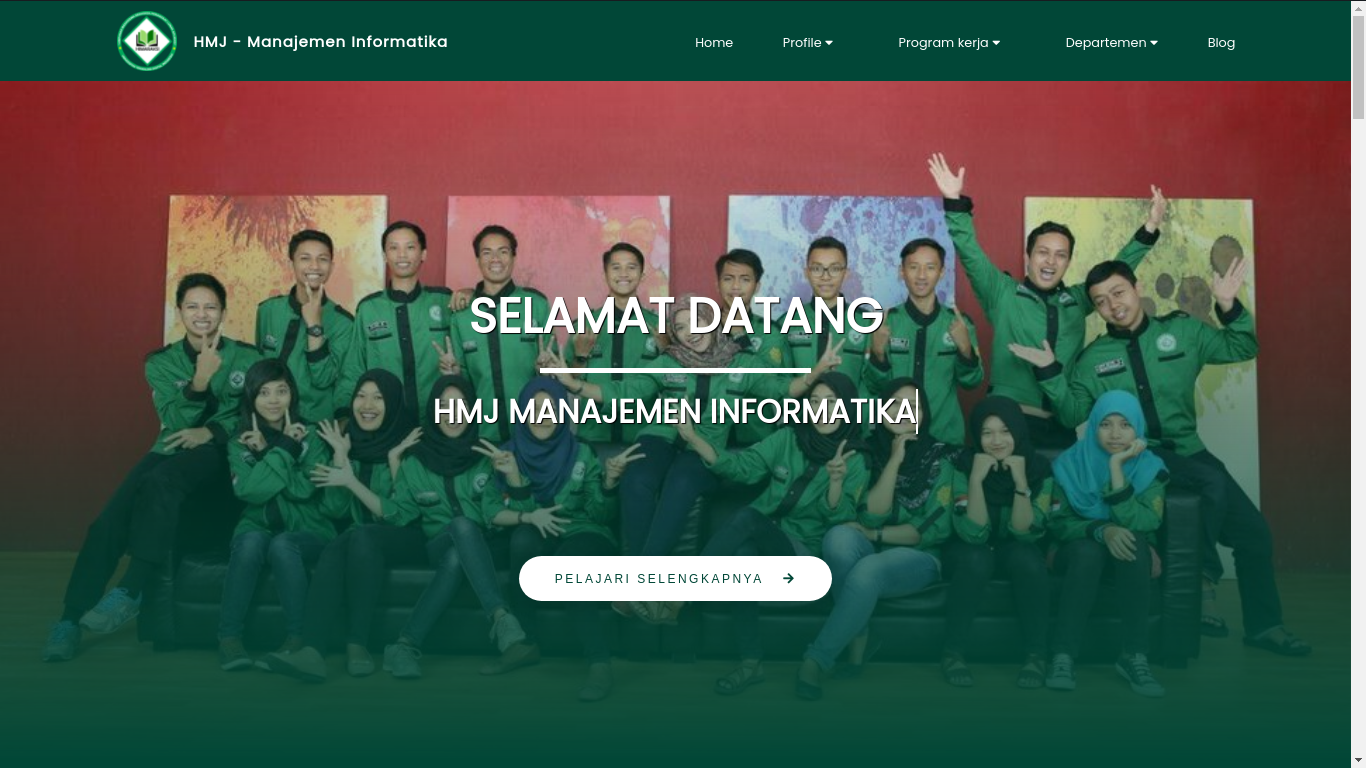 HMJ - Manajemen Informatika
Home Profile Program kerja Departemen Blog
SELAMAT DATANG
HMJ MANAJEMEN INFORMATIKA
PELAJARI SELENGKAPNYA